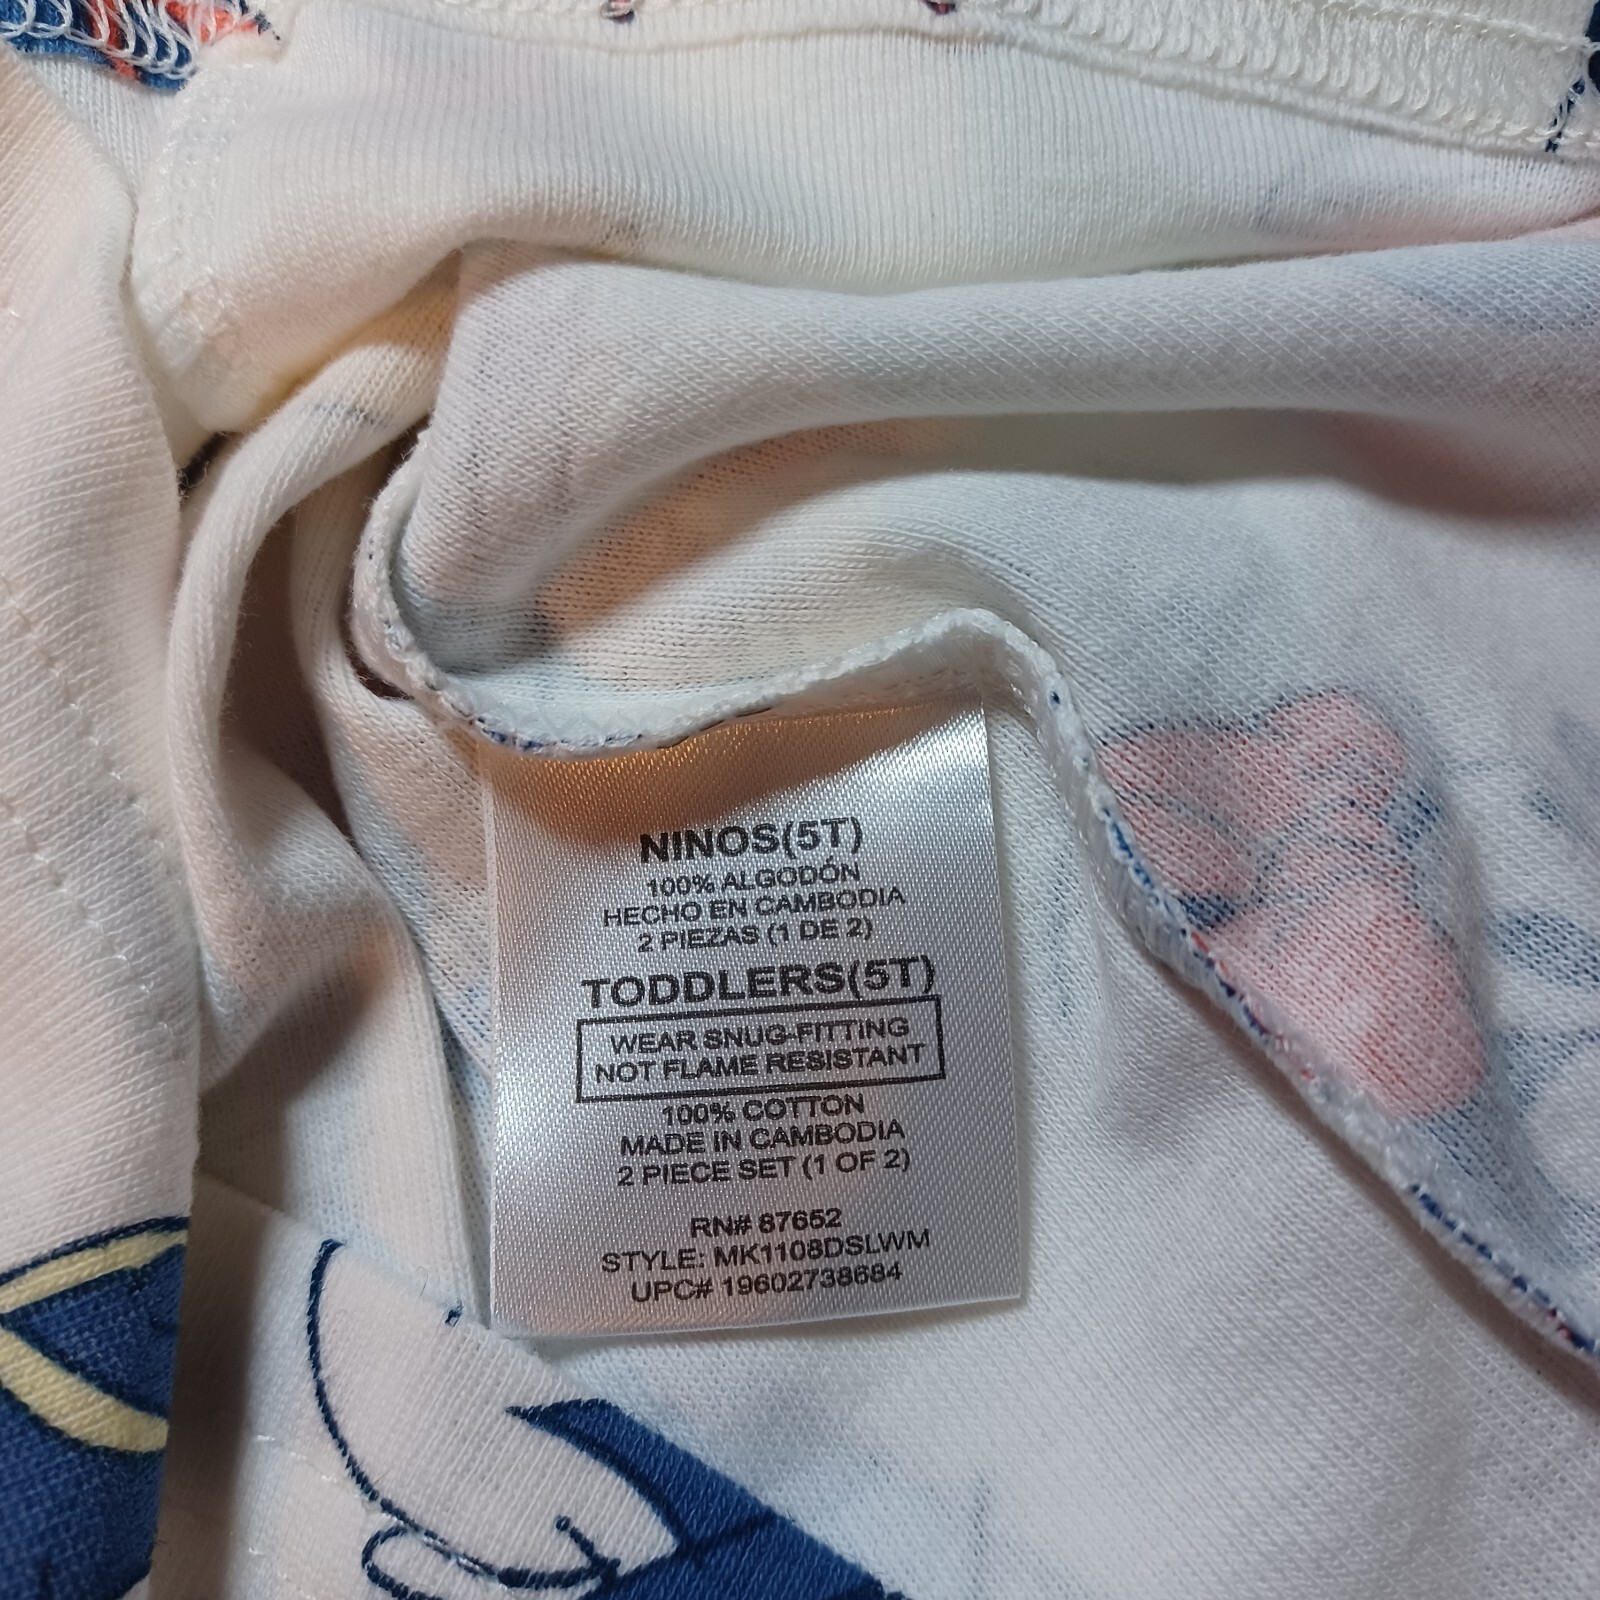 NINOS(5T)
100% ALGODÓN
HECHO EN CAMBODIA
2 PIEZAS (1 DE 2)
TODDLERS(5T)
WEAR SNUG-FITTING
NOT FLAME RESISTANT
100% COTTON
MADE IN CAMBODIA
2 PIECE SET (1 OF 2)
RN# 87652
STYLE: MK1108DSLWM
UPC# 19602738684